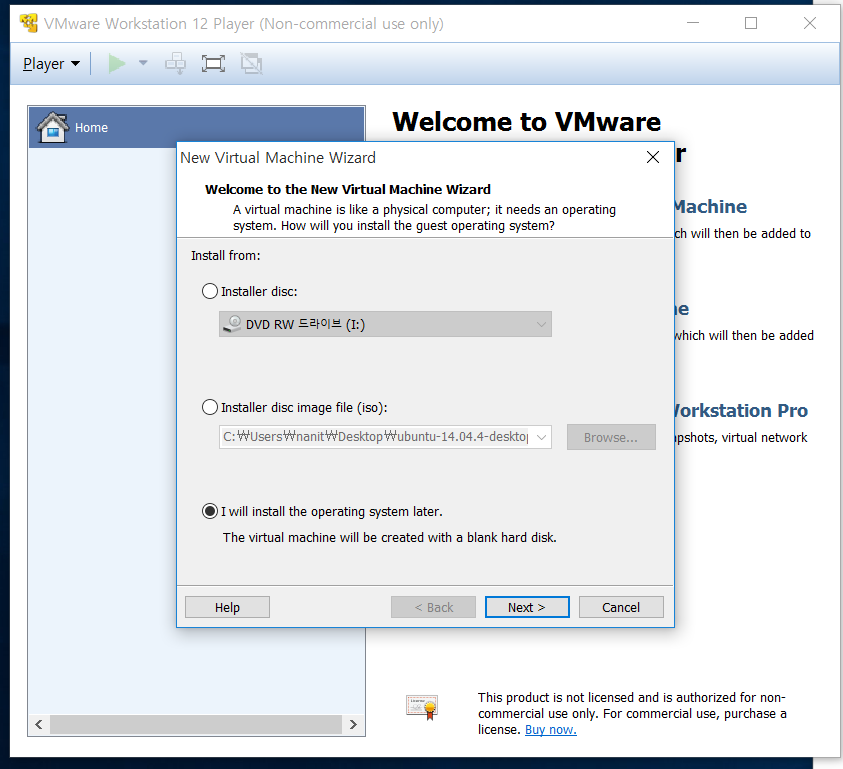 VMware Workstation 12 Player (Non-commercial use only)
Player
Home
Welcome to VMware
r
Machine
ch will then be added to
ne
which will then be added
Workstation Pro
apshots, virtual network
New Virtual Machine Wizard
Welcome to the New Virtual Machine Wizard
A virtual machine is like a physical computer; it needs an operating
system. How will you install the guest operating system?
Install from:
Installer disc:
DVD RW 드라이브 (I:)
Installer disc image file (iso):
C:₩Users₩nanit₩Desktop₩ubuntu-14.04.4-desktop
Browse...
I will install the operating system later.
The virtual machine will be created with a blank hard disk.
Help
< Back
Next >
Cancel
This product is not licensed and is authorized for non-
commercial use only. For commercial use, purchase a
license. Buy now.